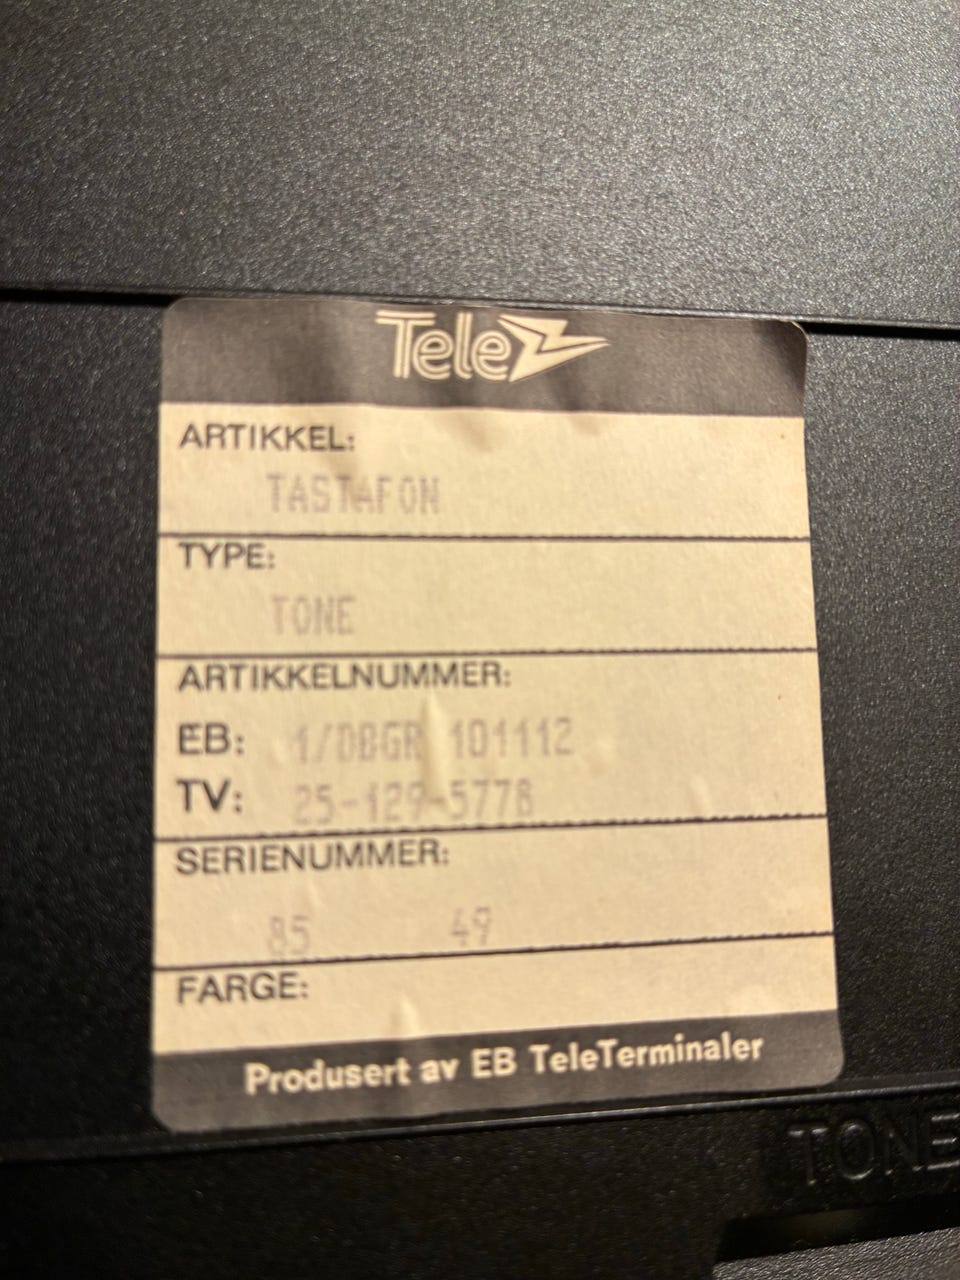 Tele
ARTIKKEL:
TASTAFON
TYPE:
TONE
ARTIKKELNUMMER:
EB: 1/DBGR 101112
TV: 25-129-5778
SERIENUMMER:
85 49
FARGE:
Produsert av EB TeleTerminaler
TONE